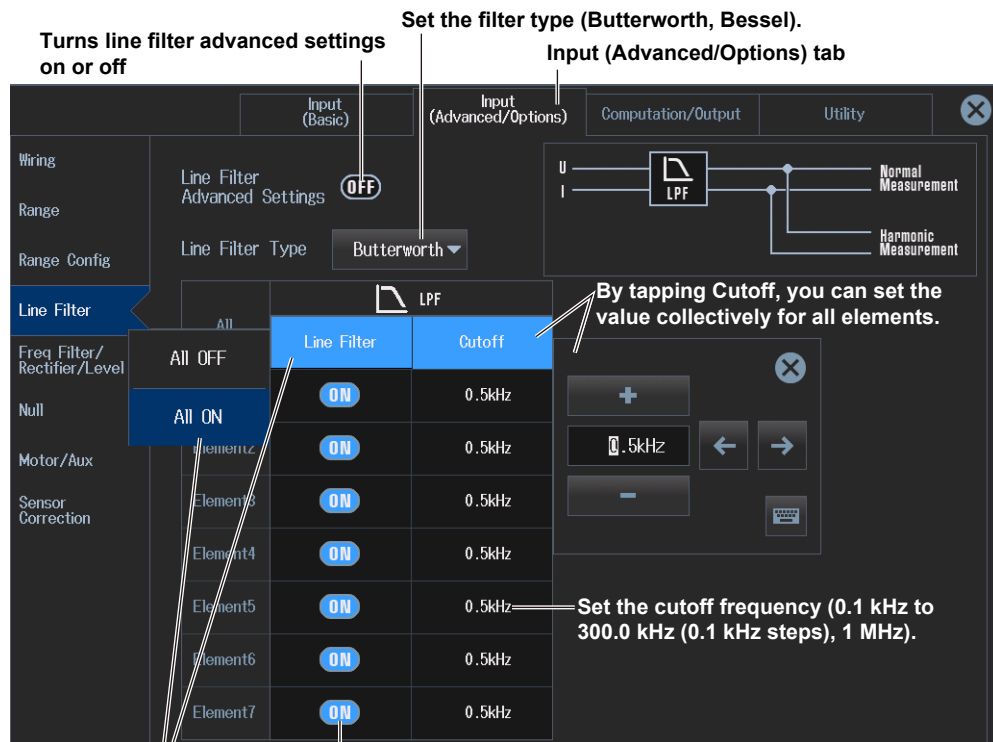 Set the filter type (Butterworth, Bessel).
Turns line filter advanced settings
on or off
Input (Advanced/Options) tab
Input
(Basic)
Input
(Advanced/Options)
Computation/Output
Utility
Wiring
Range
Range Config
Line Filter
Freq Filter/
Rectifier/Level
Null
Motor/Aux
Sensor
Correction
Line Filter
Advanced Settings
OFF
Line Filter Type
Butterworth
U
I
LPF
Normal
Measurement
Harmonic
Measurement
LPF
By tapping Cutoff, you can set the
value collectively for all elements.
All
Line Filter
Cutoff
All OFF
All ON
ON
0.5kHz
Element2
ON
0.5kHz
Element3
ON
0.5kHz
Element4
ON
0.5kHz
Element5
ON
0.5kHz
Element6
ON
0.5kHz
Element7
ON
0.5kHz
+
0.5kHz
−
Set the cutoff frequency (0.1 kHz to
300.0 kHz (0.1 kHz steps), 1 MHz).